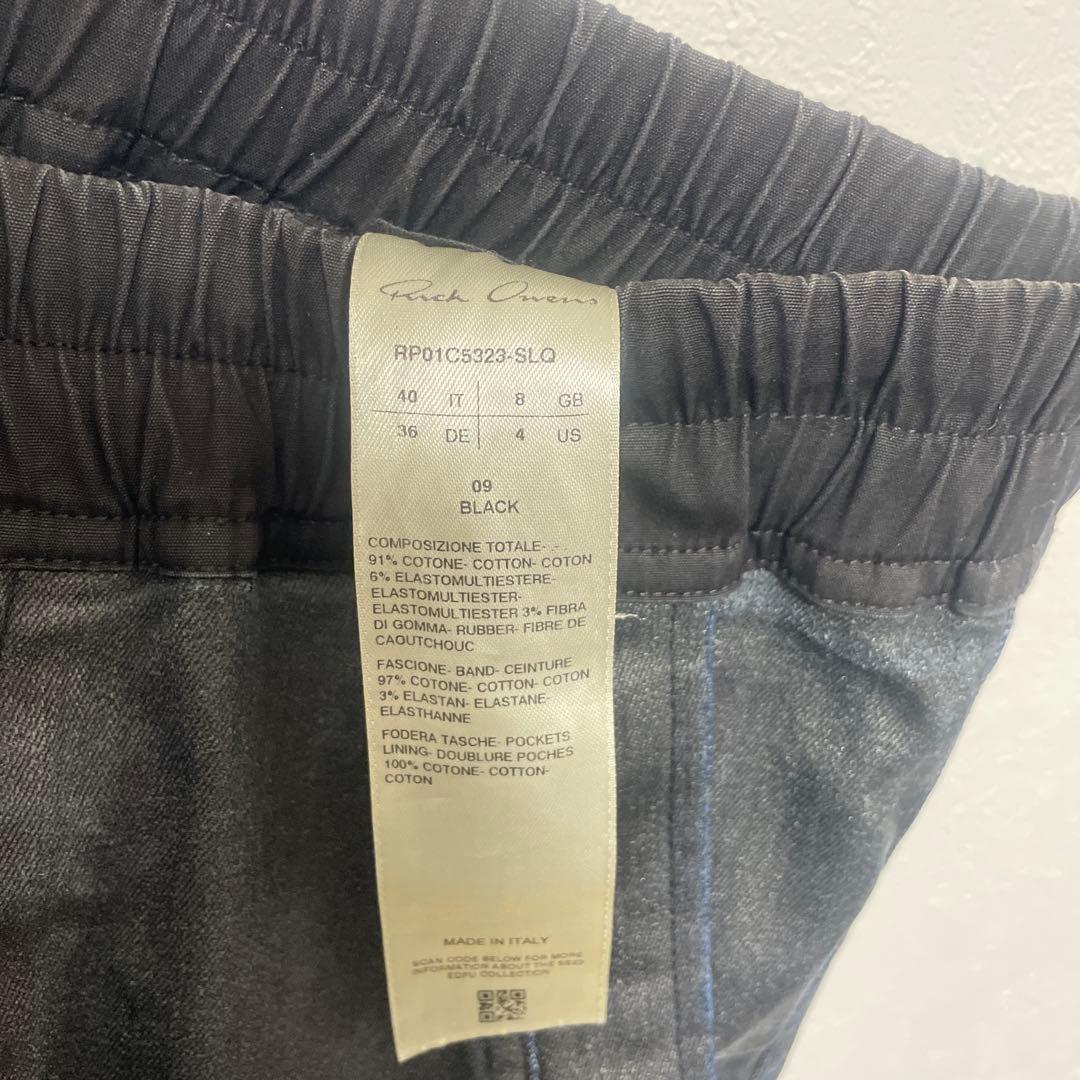 Rick Owens
RP01C5323-SLQ
40 IT 8 GB
36 DE 4 US
09
BLACK
COMPOSIZIONE TOTALE- .-
91% COTONE- COTTON- COTON
6% ELASTOMULTIESTERE-
ELASTOMULTIESTER-
ELASTOMULTIESTER 3% FIBRA
DI GOMMA- RUBBER- FIBRE DE
CAOUTCHOUC
FASCIONE- BAND- CEINTURE
97% COTONE- COTTON- COTON
3% ELASTAN- ELASTANE-
ELASTHANNE
FODERA TASCHE- POCKETS
LINING- DOUBLURE POCHES
100% COTONE- COTTON-
COTON
MADE IN ITALY
SCAN CODE BELOW FOR MORE
INFORMATION ABOUT THE SS23
EDFU COLLECTION